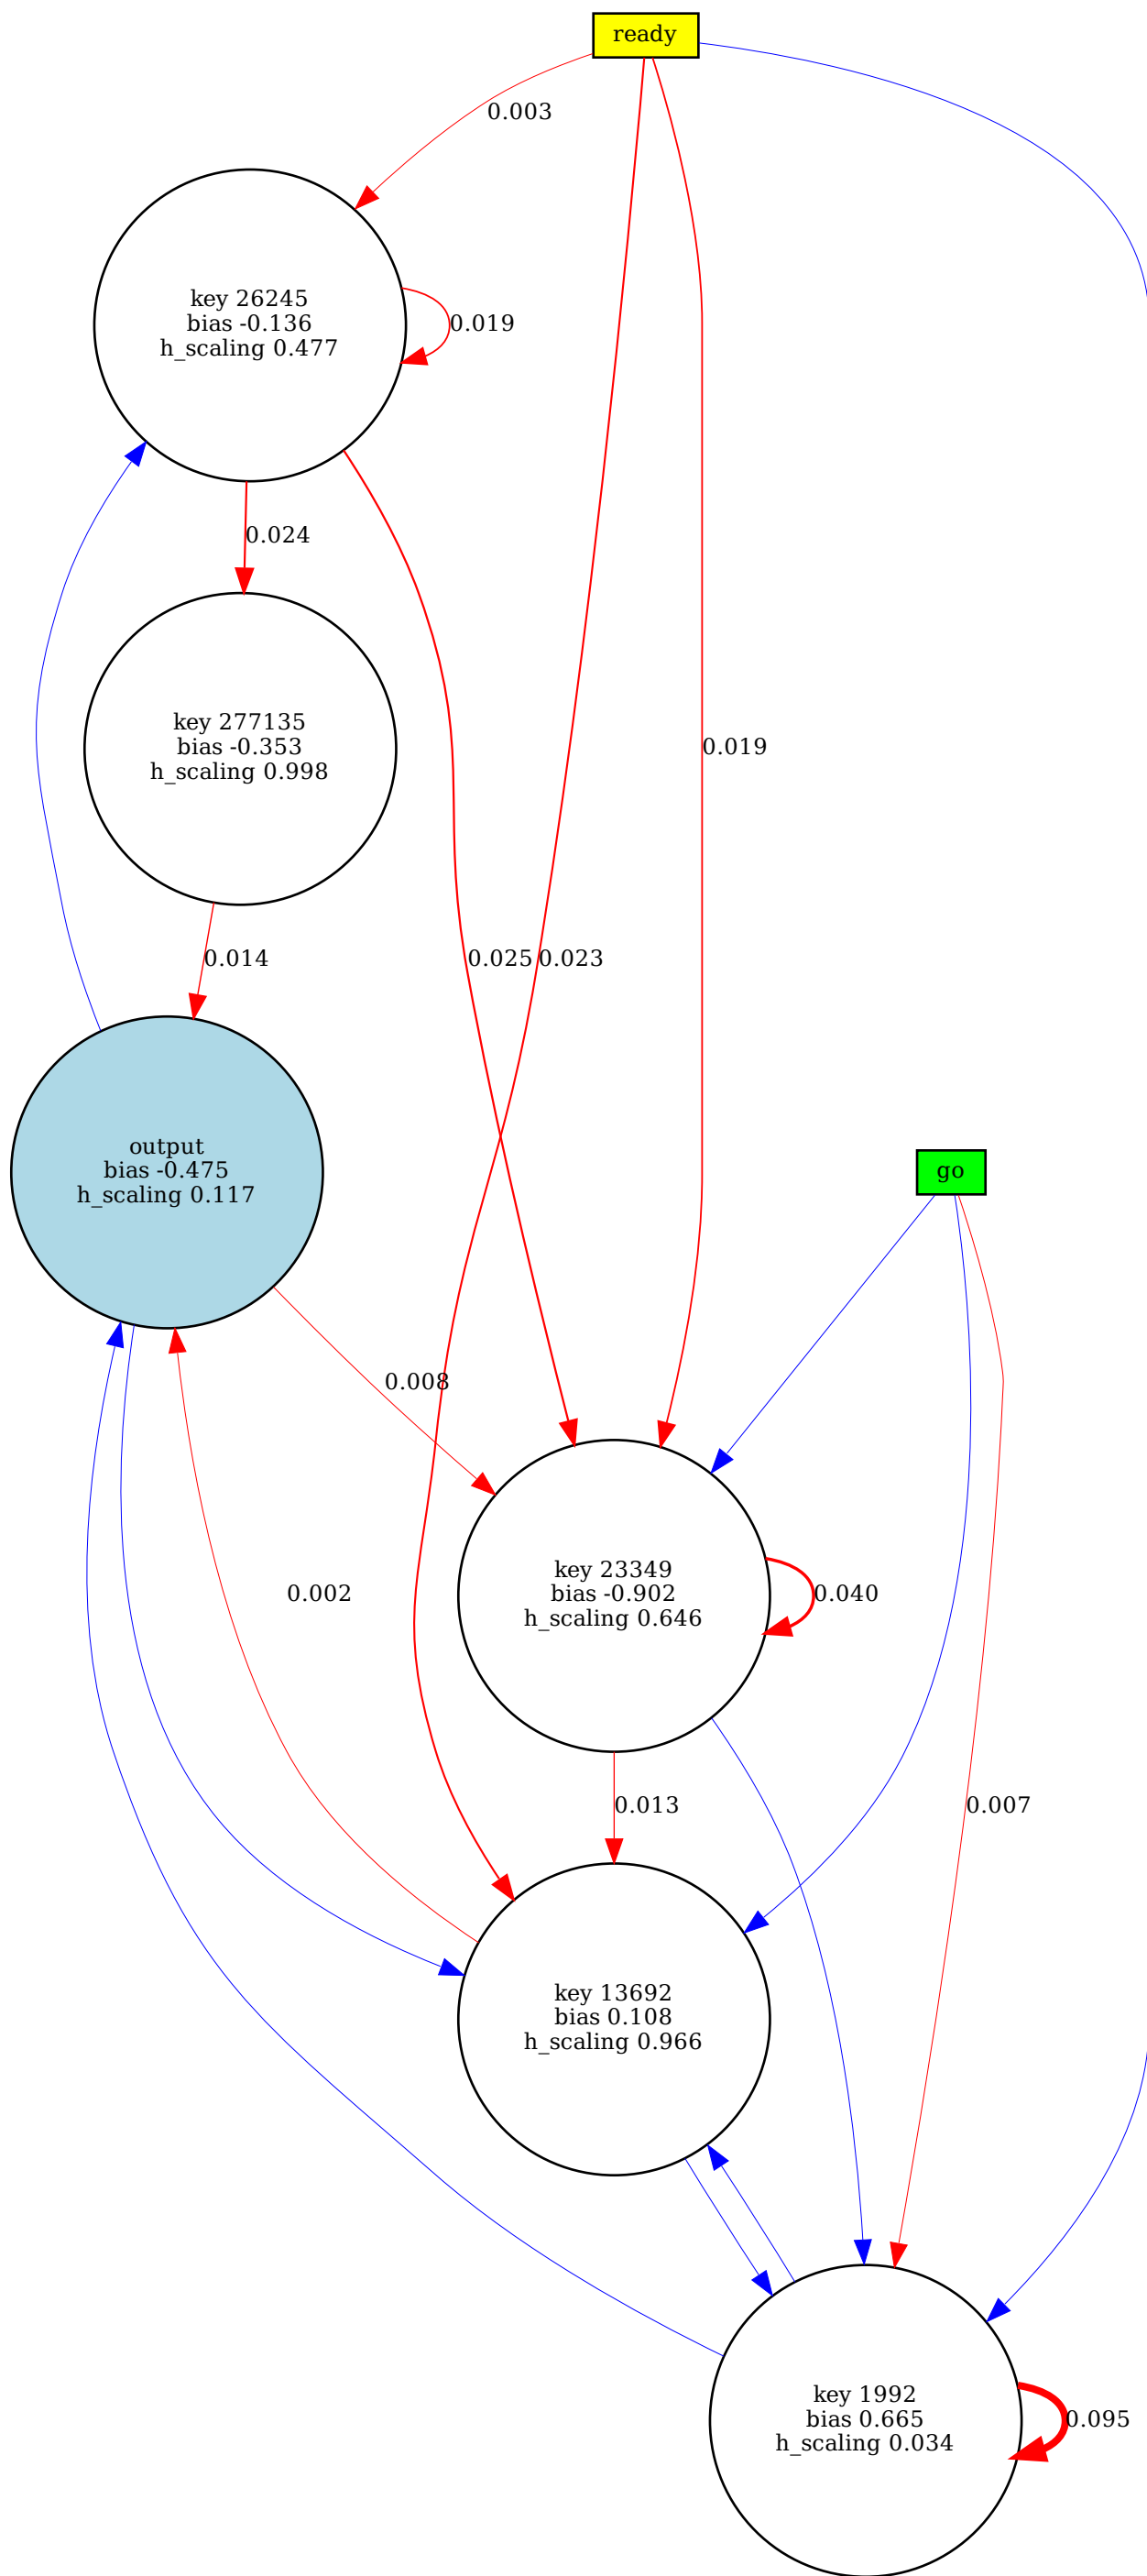 ready
0.003
key 26245
bias -0.136
h_scaling 0.477
0.019
0.024
key 277135
bias -0.353
h_scaling 0.998
0.019
0.014
0.025
0.023
output
bias -0.475
h_scaling 0.117
go
0.008
key 23349
bias -0.902
h_scaling 0.646
0.002
0.040
0.013
0.007
key 13692
bias 0.108
h_scaling 0.966
key 1992
bias 0.665
h_scaling 0.034
0.095